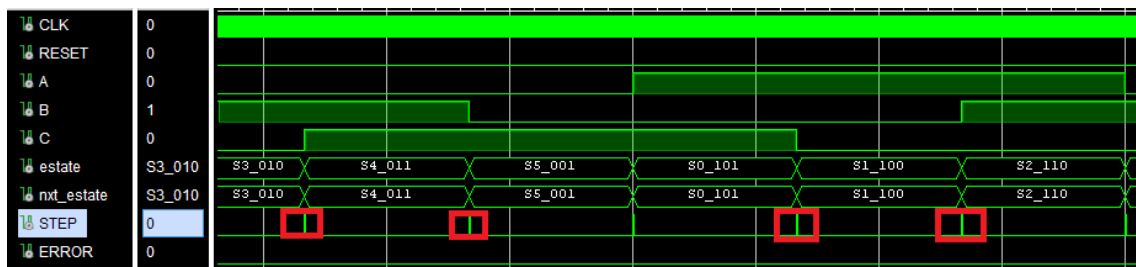 CLK 0
RESET 0
A 0
B 1
C 0
estate S3_010 S3_010 S4_011 S5_001 S0_101 S1_100 S2_110
nxt_estate S3_010 S3_010 S4_011 S5_001 S0_101 S1_100 S2_110
STEP 0
ERROR 0